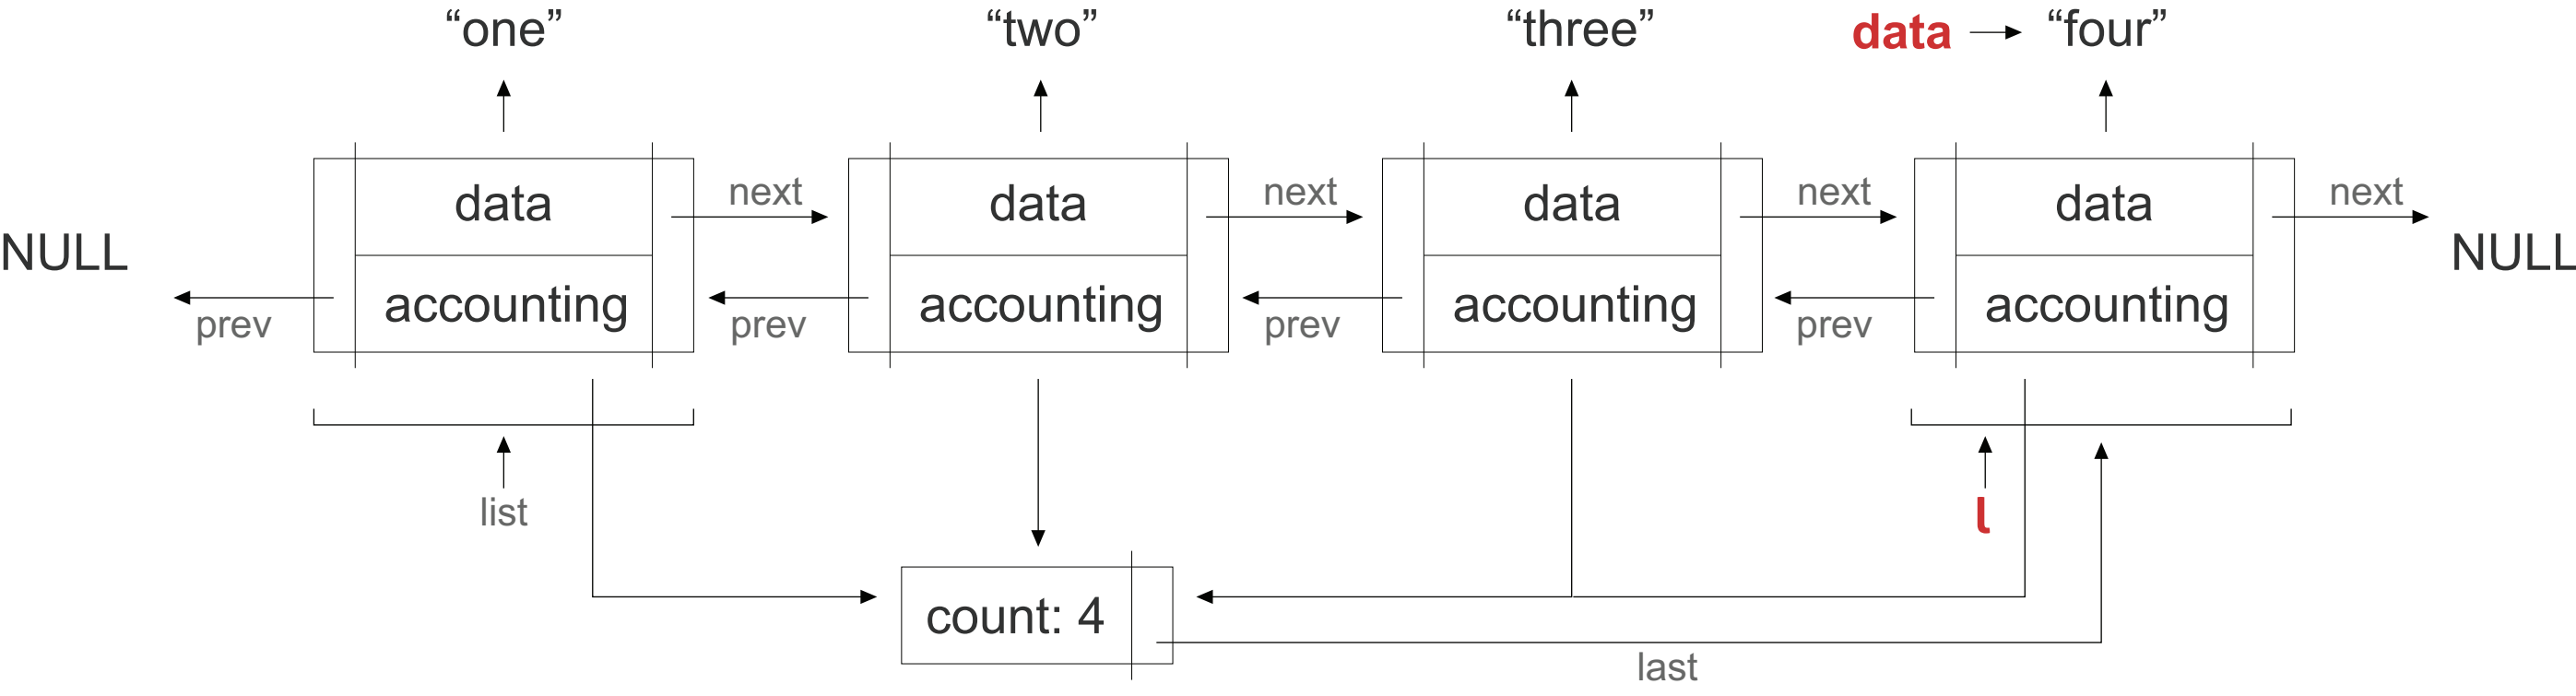 “one” “two” “three” data “four”
data next data next data next data next
NULL NULL
prev accounting prev accounting prev accounting prev accounting
list l
count: 4
last